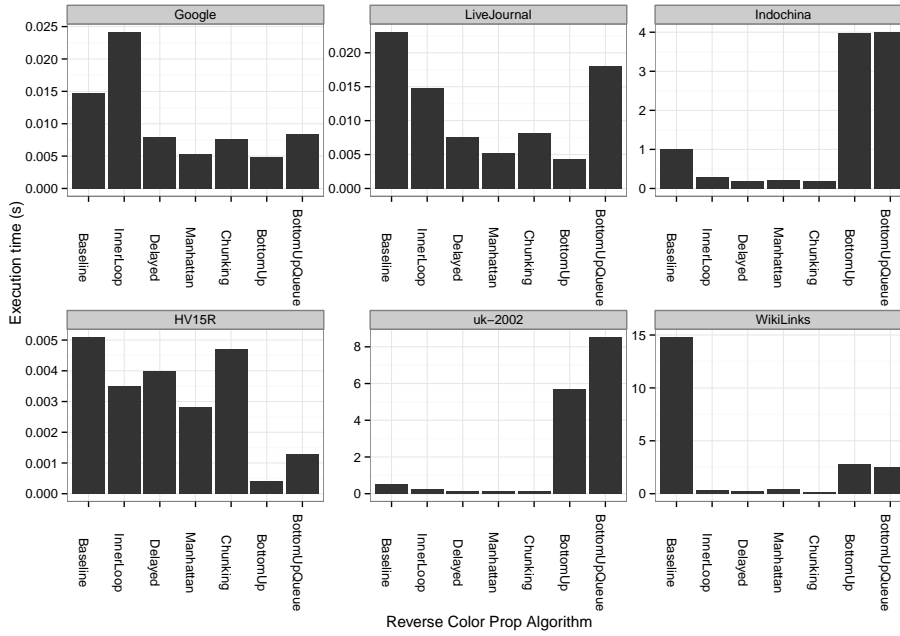 Google
LiveJournal
Indochina
0.025
0.020
0.015
0.010
0.005
0.000
0.020
0.015
0.010
0.005
0.000
4
3
2
1
0
Baseline
InnerLoop
Delayed
Manhattan
Chunking
BottomUp
BottomUpQueue
Baseline
InnerLoop
Delayed
Manhattan
Chunking
BottomUp
BottomUpQueue
Baseline
InnerLoop
Delayed
Manhattan
Chunking
BottomUp
BottomUpQueue
Execution time (s)
HV15R
uk−2002
WikiLinks
0.005
0.004
0.003
0.002
0.001
0.000
8
6
4
2
0
15
10
5
0
Baseline
InnerLoop
Delayed
Manhattan
Chunking
BottomUp
BottomUpQueue
Baseline
InnerLoop
Delayed
Manhattan
Chunking
BottomUp
BottomUpQueue
Baseline
InnerLoop
Delayed
Manhattan
Chunking
BottomUp
BottomUpQueue
Reverse Color Prop Algorithm